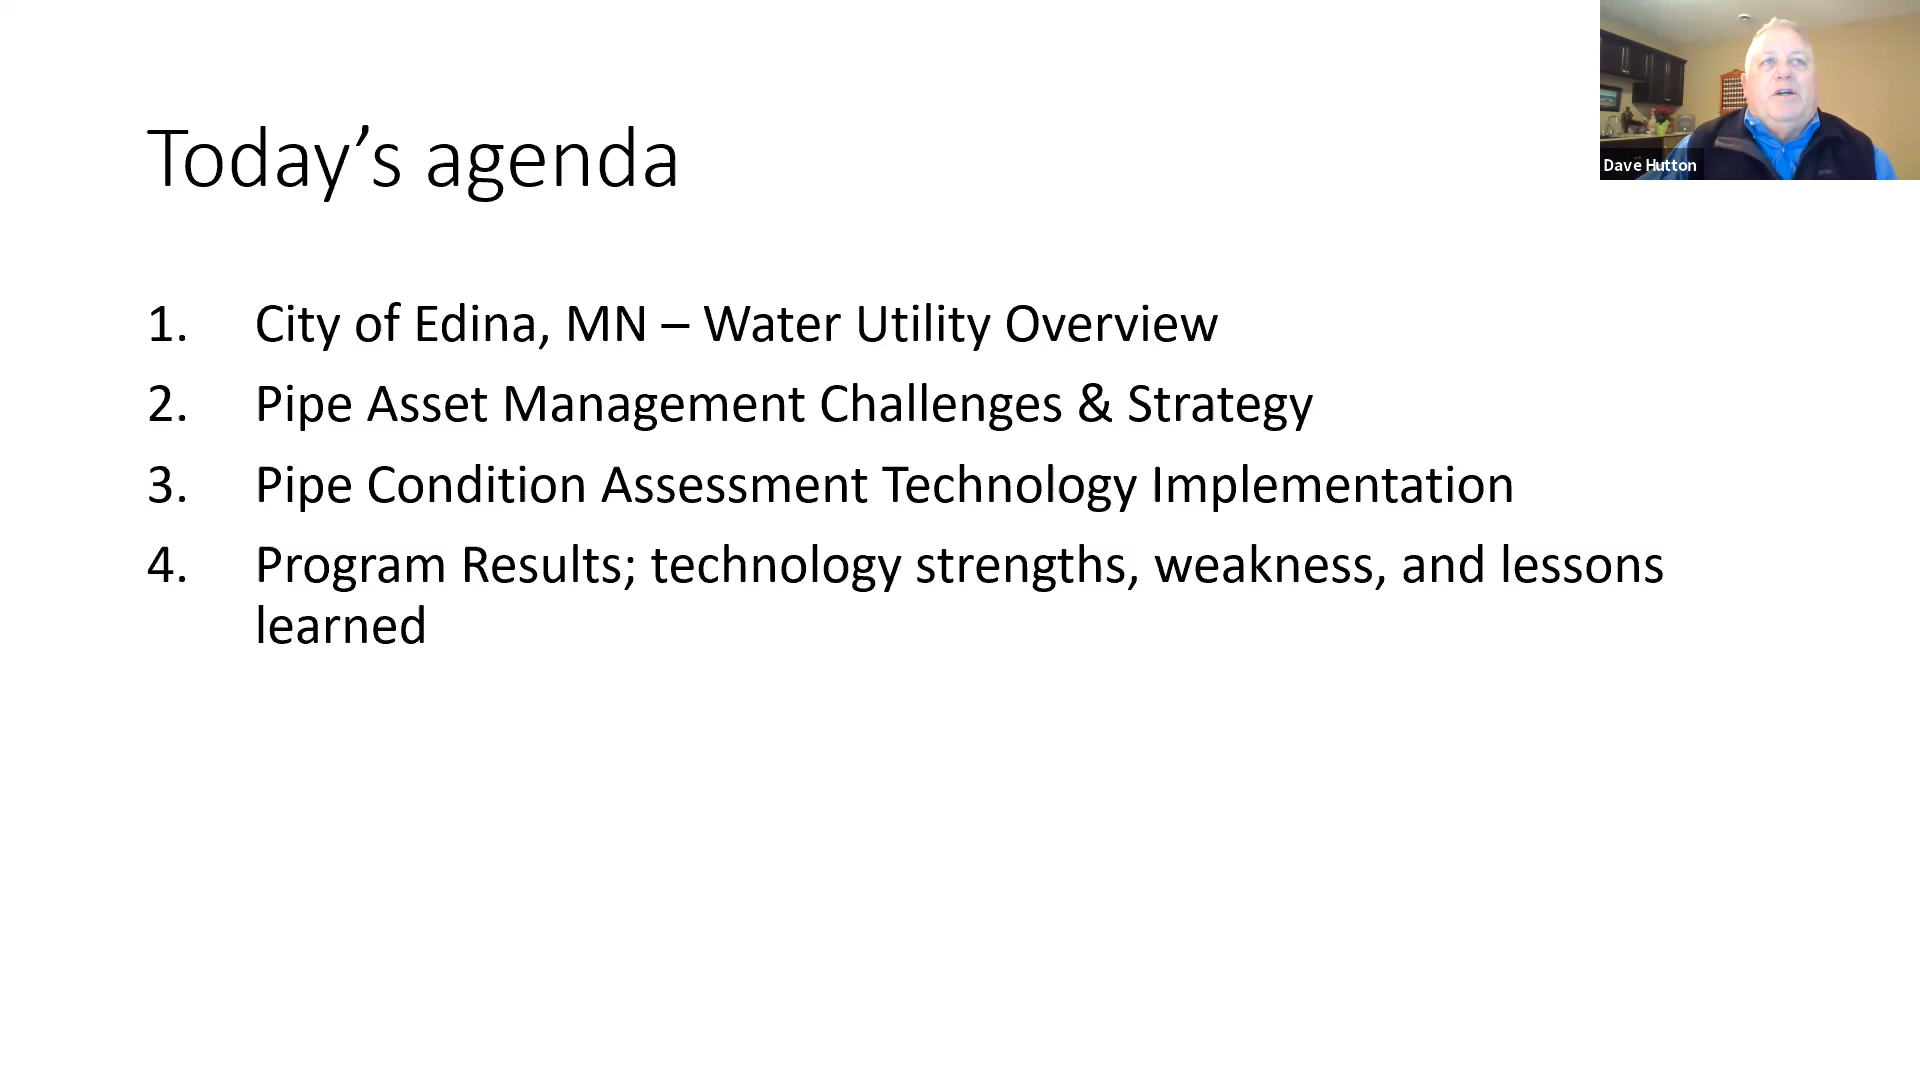 Today’s agenda
Dave Hutton
1. City of Edina, MN – Water Utility Overview
2. Pipe Asset Management Challenges & Strategy
3. Pipe Condition Assessment Technology Implementation
4. Program Results; technology strengths, weakness, and lessons
learned